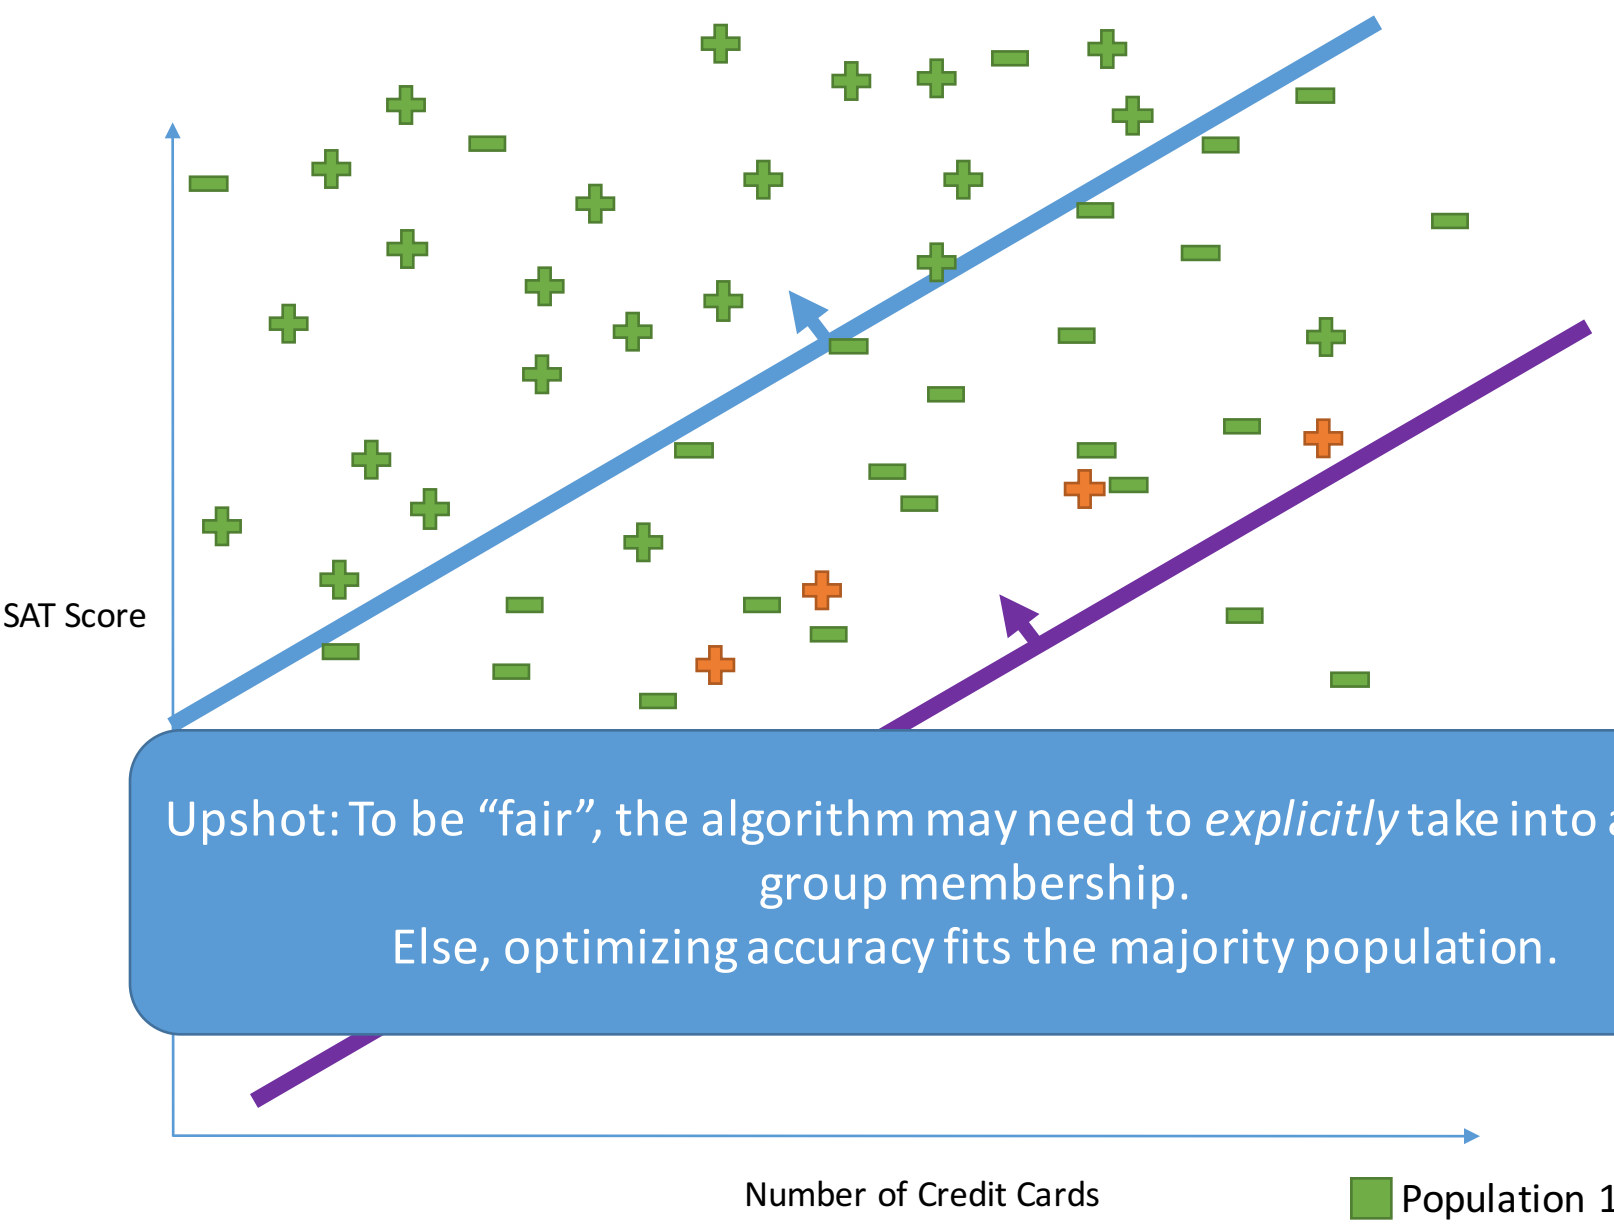 SAT Score
Upshot: To be “fair”, the algorithm may need to explicitly take into
group membership.
Else, optimizing accuracy fits the majority population.
Number of Credit Cards
Population 1